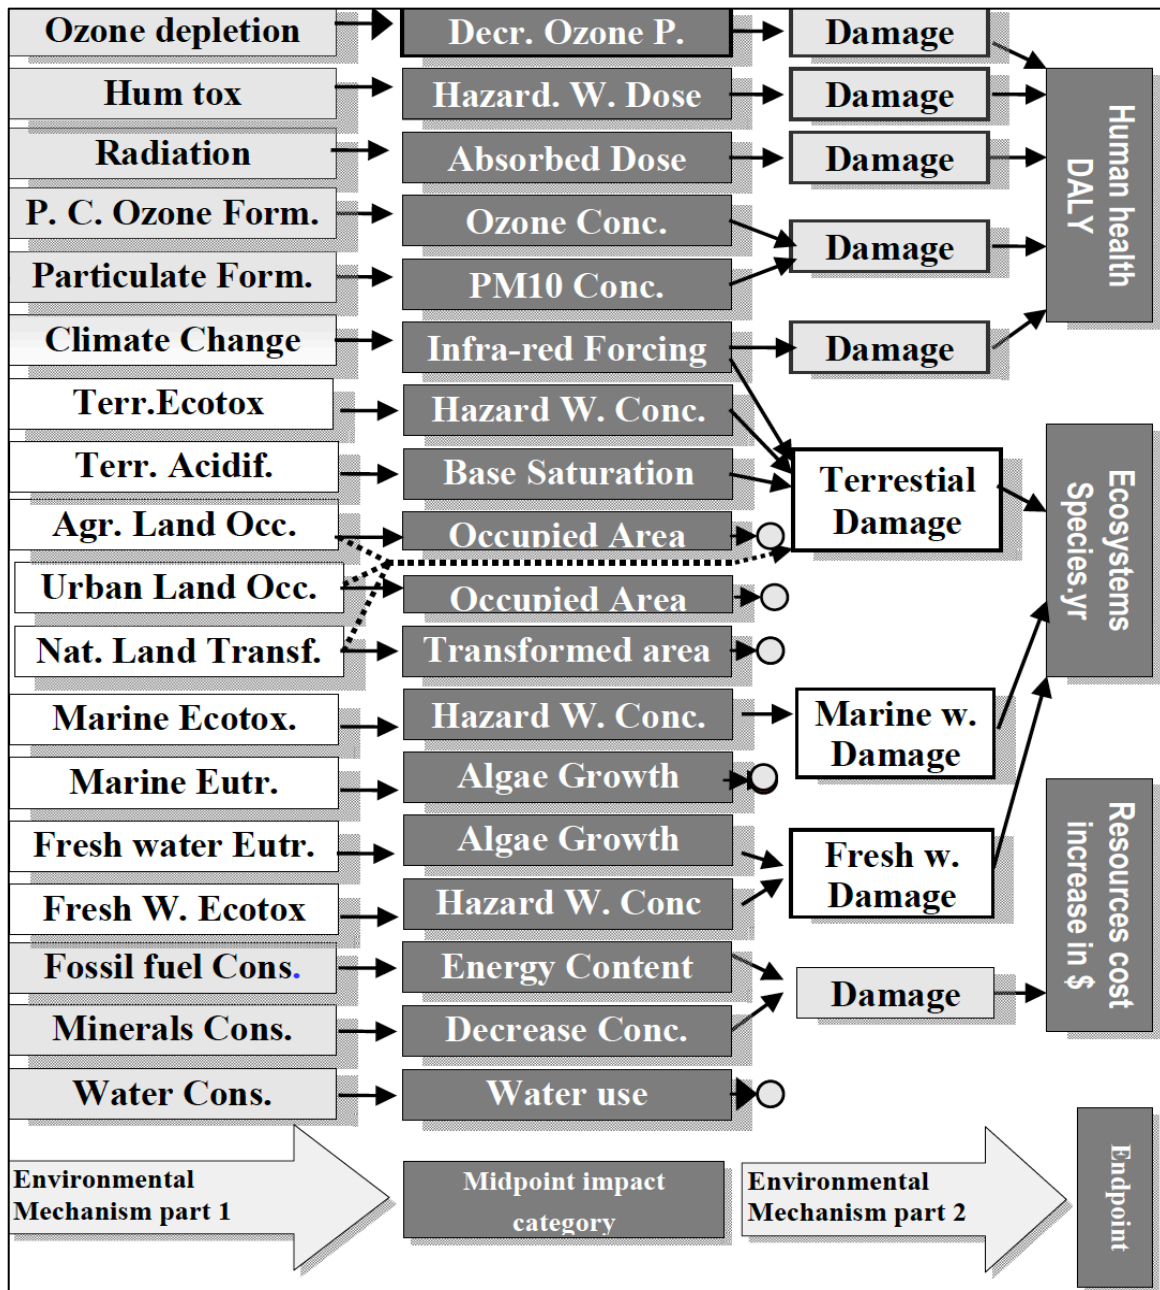 Ozone depletion
Decr. Ozone P.
Damage
Hum tox
Hazard. W. Dose
Damage
Radiation
Absorbed Dose
Damage
P. C. Ozone Form.
Ozone Conc.
Damage
Particulate Form.
PM10 Conc.
Climate Change
Infra-red Forcing
Damage
Human health
DALY
Terr.Ecotox
Hazard W. Conc.
Terr. Acidif.
Base Saturation
Terrestial
Damage
Agr. Land Occ.
Occupied Area
Urban Land Occ.
Occupied Area
Nat. Land Transf.
Transformed area
Ecosystems
Species.yr
Marine Ecotox.
Hazard W. Conc.
Marine w.
Damage
Marine Eutr.
Algae Growth
Fresh water Eutr.
Algae Growth
Fresh w.
Damage
Fresh W. Ecotox
Hazard W. Conc
Fossil fuel Cons.
Energy Content
Damage
Minerals Cons.
Decrease Conc.
Resources cost
increase in $
Water Cons.
Water use
Environmental
Mechanism part 1
Midpoint impact
category
Environmental
Mechanism part 2
Endpoint